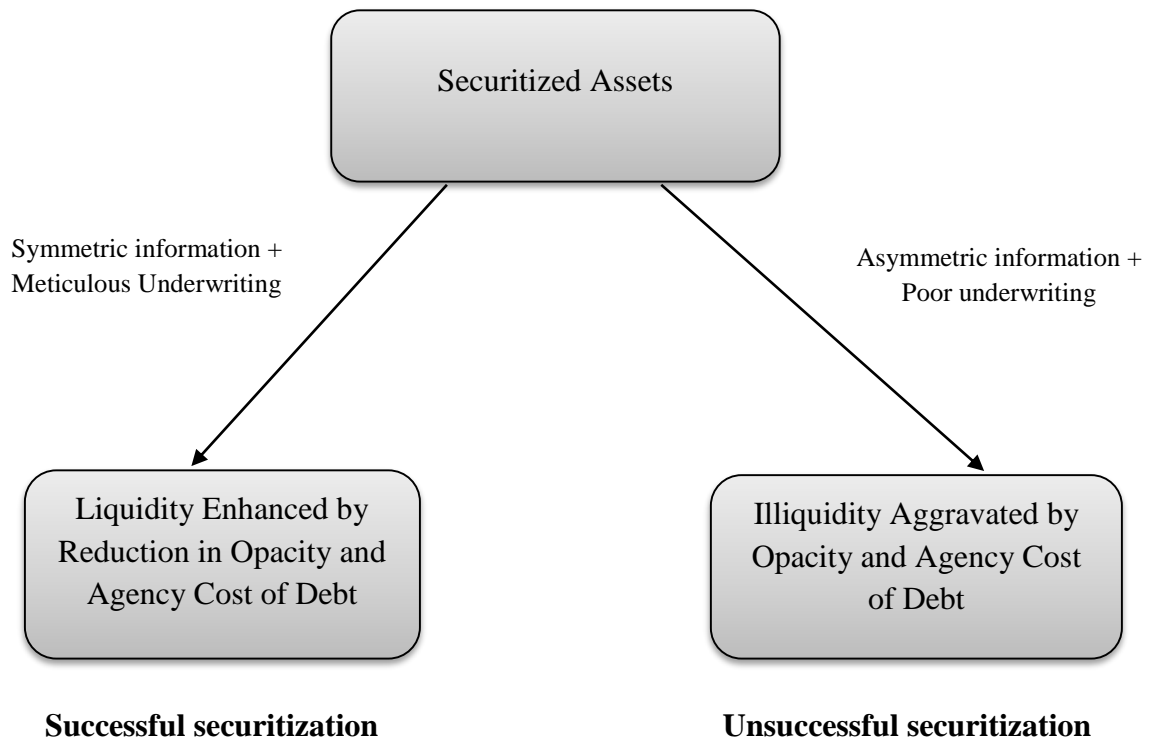 Securitized Assets
Symmetric information +
Meticulous Underwriting
Asymmetric information +
Poor underwriting
Liquidity Enhanced by
Reduction in Opacity and
Agency Cost of Debt
Illiquidity Aggravated by
Opacity and Agency Cost
of Debt
Successful securitization
Unsuccessful securitization